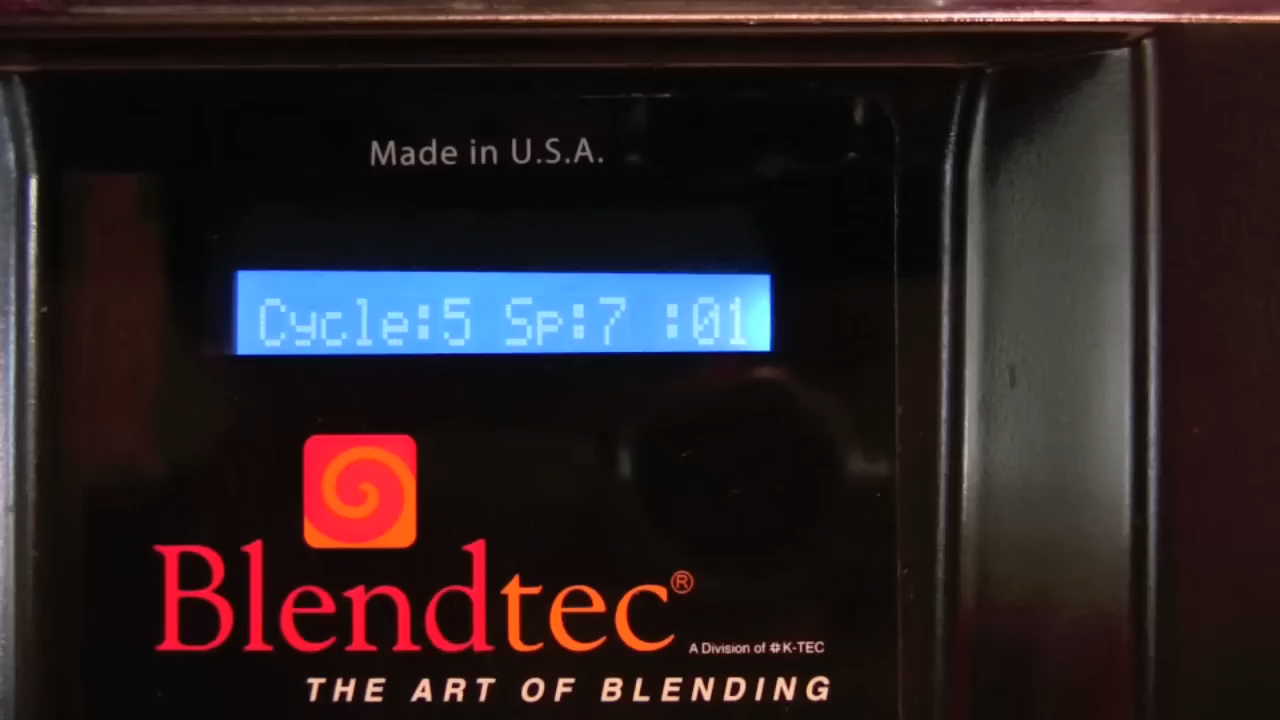 Made in U.S.A.
Cycle:5 Sp:7 :01
Blendtec®
A Division of K-TEC
THE ART OF BLENDING